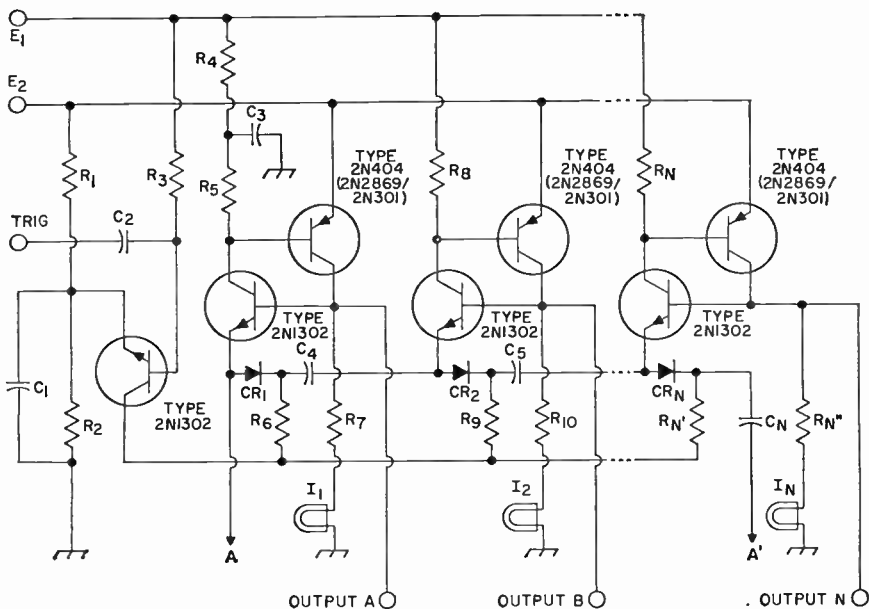 E1
E2
R4
C3
R1
R3
R5
TYPE
2N404
(2N2869/
2N301)
R8
TYPE
2N404
(2N2869/
2N301)
RN
TYPE
2N404
(2N2869/
2N301)
TRIG
C2
TYPE
2N1302
TYPE
2N1302
TYPE
2N1302
C1
R2
TYPE
2N1302
CR1
C4
R6
R7
CR2
C5
R9
R10
CRN
RN'
CN
RN"
I1
I2
IN
A
A'
OUTPUT A
OUTPUT B
. OUTPUT N